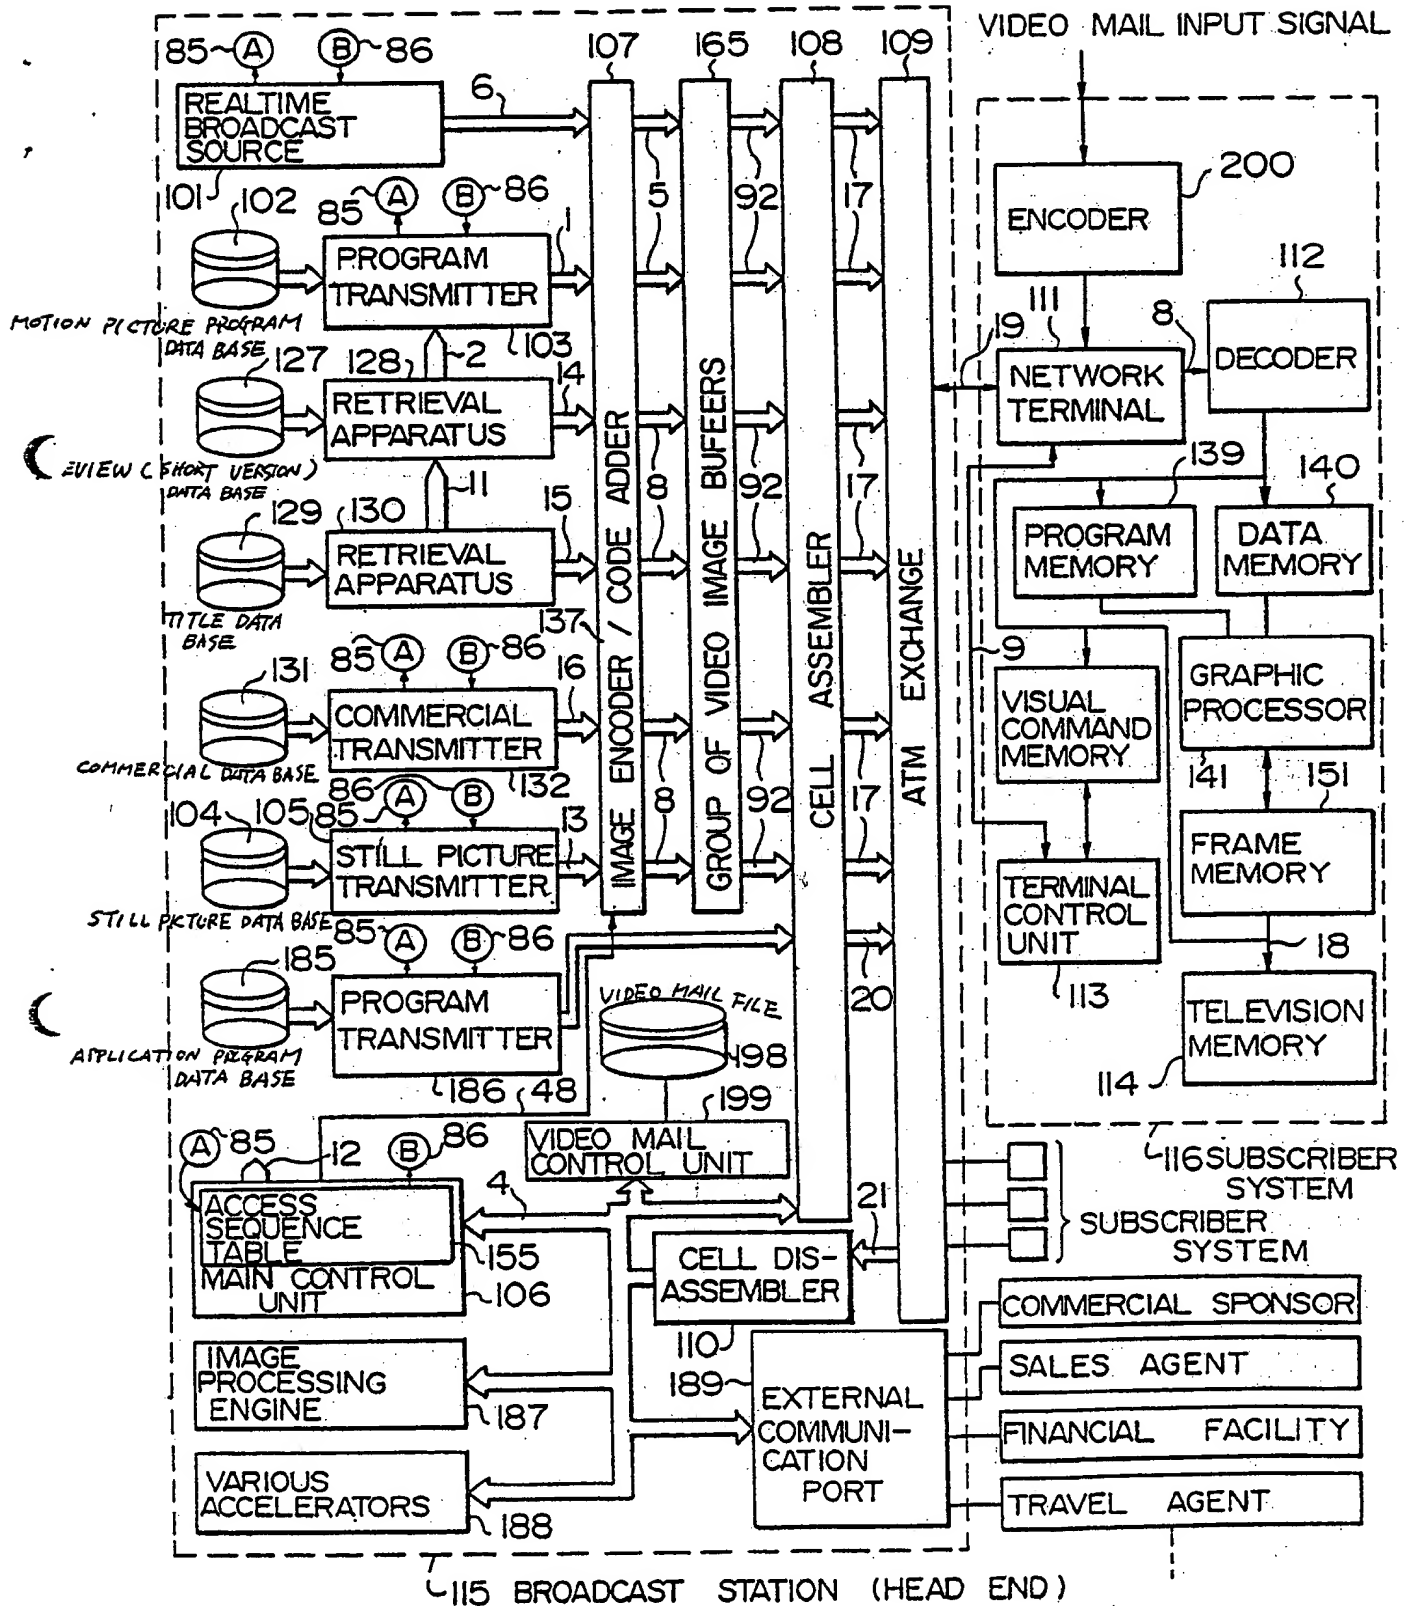 VIDEO MAIL INPUT SIGNAL
85 A B 86
107 165 108 109
REALTIME
BROADCAST
SOURCE
6
101
5 92 17
200
ENCODER
102
85 A B 86
1
PROGRAM
TRANSMITTER
103
MOTION PICTURE PROGRAM
DATA BASE
2
112
DECODER
111
19
8
NETWORK
TERMINAL
127
128
14
RETRIEVAL
APPARATUS
EVIEW (SHORT VERSION)
DATA BASE
11
8 92 17
139
140
PROGRAM
MEMORY
DATA
MEMORY
129
130
15
RETRIEVAL
APPARATUS
TITLE DATA
BASE
137
IMAGE ENCODER / CODE ADDER
GROUP OF VIDEO IMAGE BUFEERS
CELL ASSEMBLER
ATM EXCHANGE
9
VISUAL
COMMAND
MEMORY
GRAPHIC
PROCESSOR
141
151
85 A B 86
131
16
COMMERCIAL
TRANSMITTER
132
COMMERCIAL DATA BASE
8 92 17
86
85 A B
104
105
13
STILL PICTURE
TRANSMITTER
STILL PICTURE DATA BASE
FRAME
MEMORY
TERMINAL
CONTROL
UNIT
113
18
85 A B 86
185
PROGRAM
TRANSMITTER
186
APPLICATION PROGRAM
DATA BASE
20
VIDEO MAIL FILE
198
TELEVISION
MEMORY
114
48
199
VIDEO MAIL
CONTROL UNIT
A 85
12
B 86
ACCESS
SEQUENCE
TABLE
155
MAIN CONTROL
UNIT
106
4
21
CELL DIS-
ASSEMBLER
110
116 SUBSCRIBER
SYSTEM
SUBSCRIBER
SYSTEM
COMMERCIAL SPONSOR
SALES AGENT
FINANCIAL FACILITY
TRAVEL AGENT
IMAGE
PROCESSING
ENGINE
187
189
EXTERNAL
COMMUNI-
CATION
PORT
VARIOUS
ACCELERATORS
188
115 BROADCAST STATION (HEAD END)